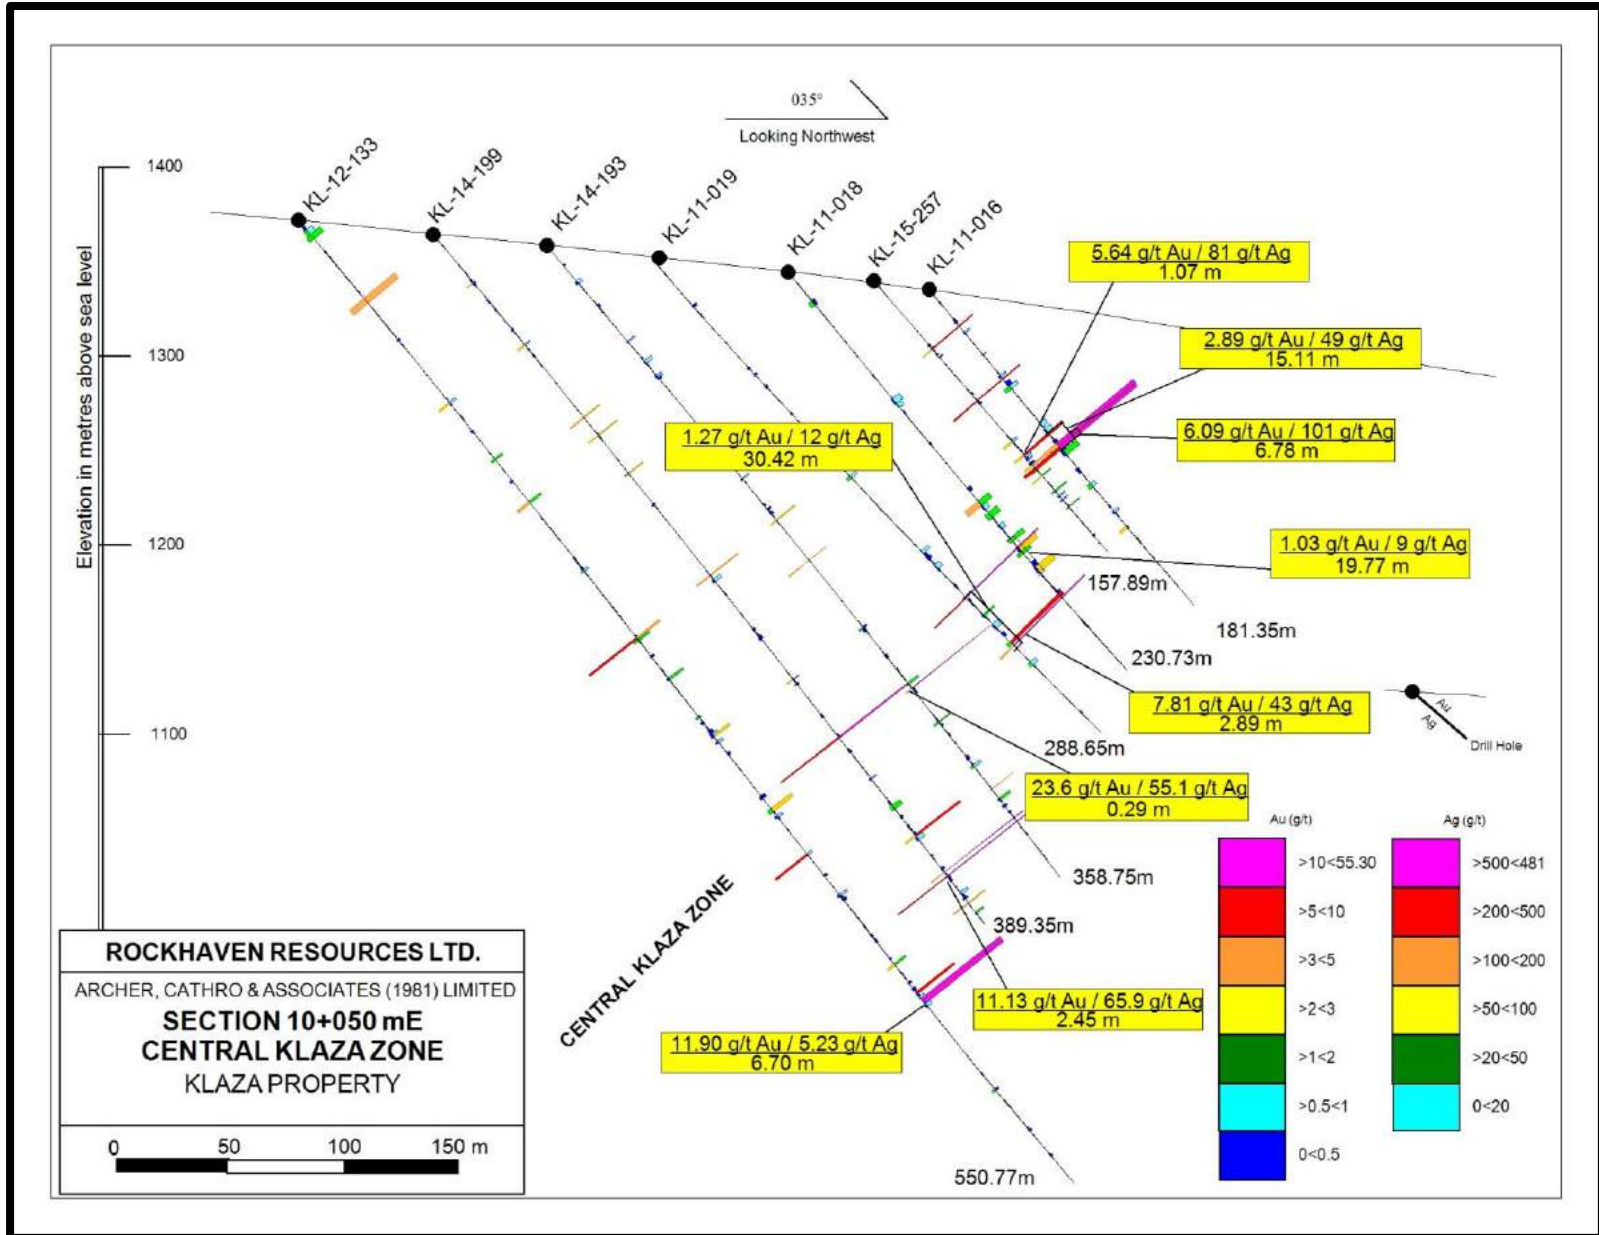 035°
Looking Northwest
KL-12-133
KL-14-199
KL-14-193
KL-11-019
KL-11-018
KL-15-257
KL-11-016
Elevation in metres above sea level
1400
1300
1200
1100
5.64 g/t Au / 81 g/t Ag
1.07 m
2.89 g/t Au / 49 g/t Ag
15.11 m
6.09 g/t Au / 101 g/t Ag
6.78 m
1.27 g/t Au / 12 g/t Ag
30.42 m
1.03 g/t Au / 9 g/t Ag
19.77 m
157.89m
181.35m
230.73m
7.81 g/t Au / 43 g/t Ag
2.89 m
288.65m
Au
Ag
Drill Hole
23.6 g/t Au / 55.1 g/t Ag
0.29 m
358.75m
389.35m
11.13 g/t Au / 65.9 g/t Ag
2.45 m
11.90 g/t Au / 5.23 g/t Ag
6.70 m
550.77m
CENTRAL KLAZA ZONE
Au (g/t)
>10<55.30
>5<10
>3<5
>2<3
>1<2
>0.5<1
0<0.5
Ag (g/t)
>500<481
>200<500
>100<200
>50<100
>20<50
0<20
ROCKHAVEN RESOURCES LTD.
ARCHER, CATHRO & ASSOCIATES (1981) LIMITED
SECTION 10+050 mE
CENTRAL KLAZA ZONE
KLAZA PROPERTY
0 50 100 150 m